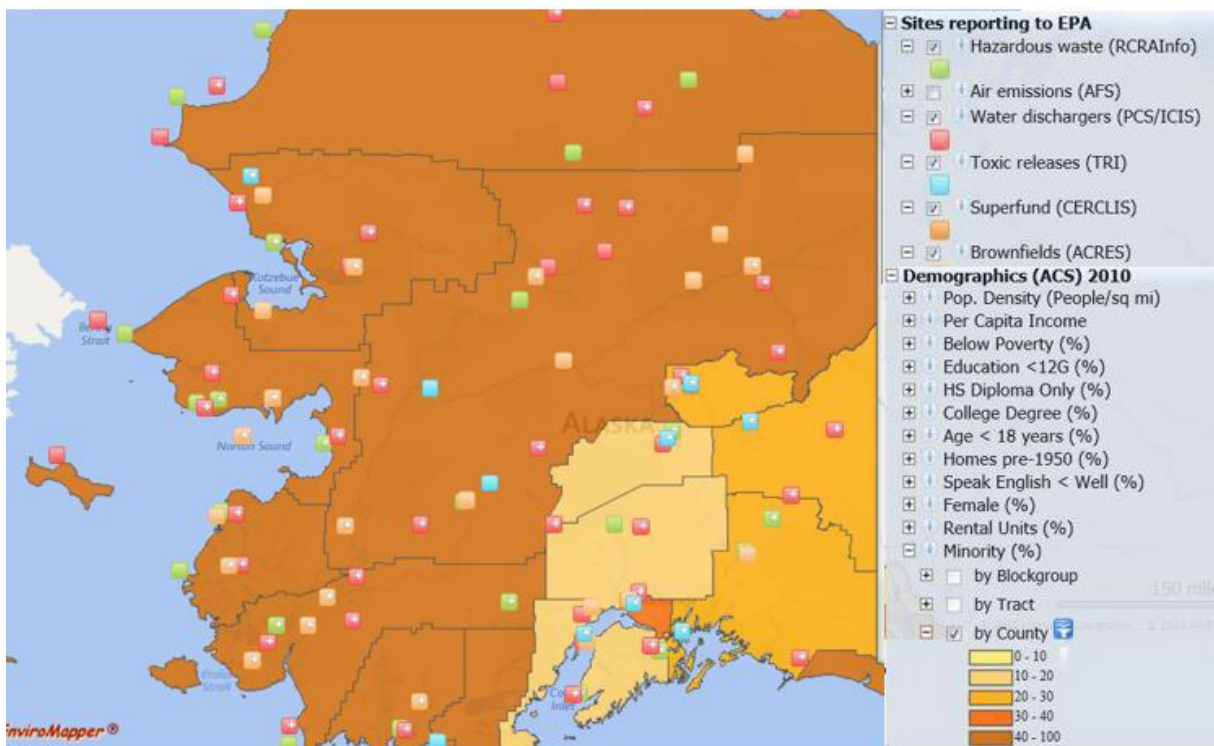 Sites reporting to EPA
Hazardous waste (RCRAInfo)
Air emissions (AFS)
Water dischargers (PCS/ICIS)
Toxic releases (TRI)
Superfund (CERCLIS)
Brownfields (ACRES)
Demographics (ACS) 2010
Pop. Density (People/sq mi)
Per Capita Income
Below Poverty (%)
Education <12G (%)
HS Diploma Only (%)
College Degree (%)
Age < 18 years (%)
Homes pre-1950 (%)
Speak English < Well (%)
Female (%)
Rental Units (%)
Minority (%)
by Blockgroup
by Tract
by County
0 - 10
10 - 20
20 - 30
30 - 40
40 - 100
150 mile
Kotzebue
Sound
Strait
ALASKA
Norton Sound
Strait
Inlet
EnviroMapper ®